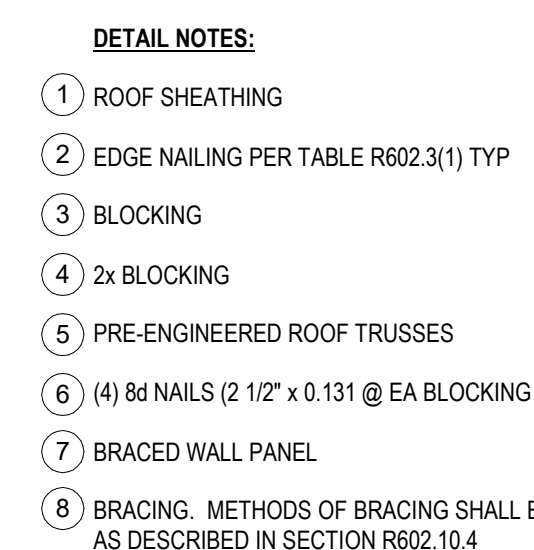 DETAIL NOTES:
1 ROOF SHEATHING
2 EDGE NAILING PER TABLE R602.3(1) TYP
3 BLOCKING
4 2x BLOCKING
5 PRE-ENGINEERED ROOF TRUSSES
6 (4) 8d NAILS (2 1/2" x 0.131 @ EA BLOCKING
7 BRACED WALL PANEL
8 BRACING. METHODS OF BRACING SHALL
AS DESCRIBED IN SECTION R602.10.4